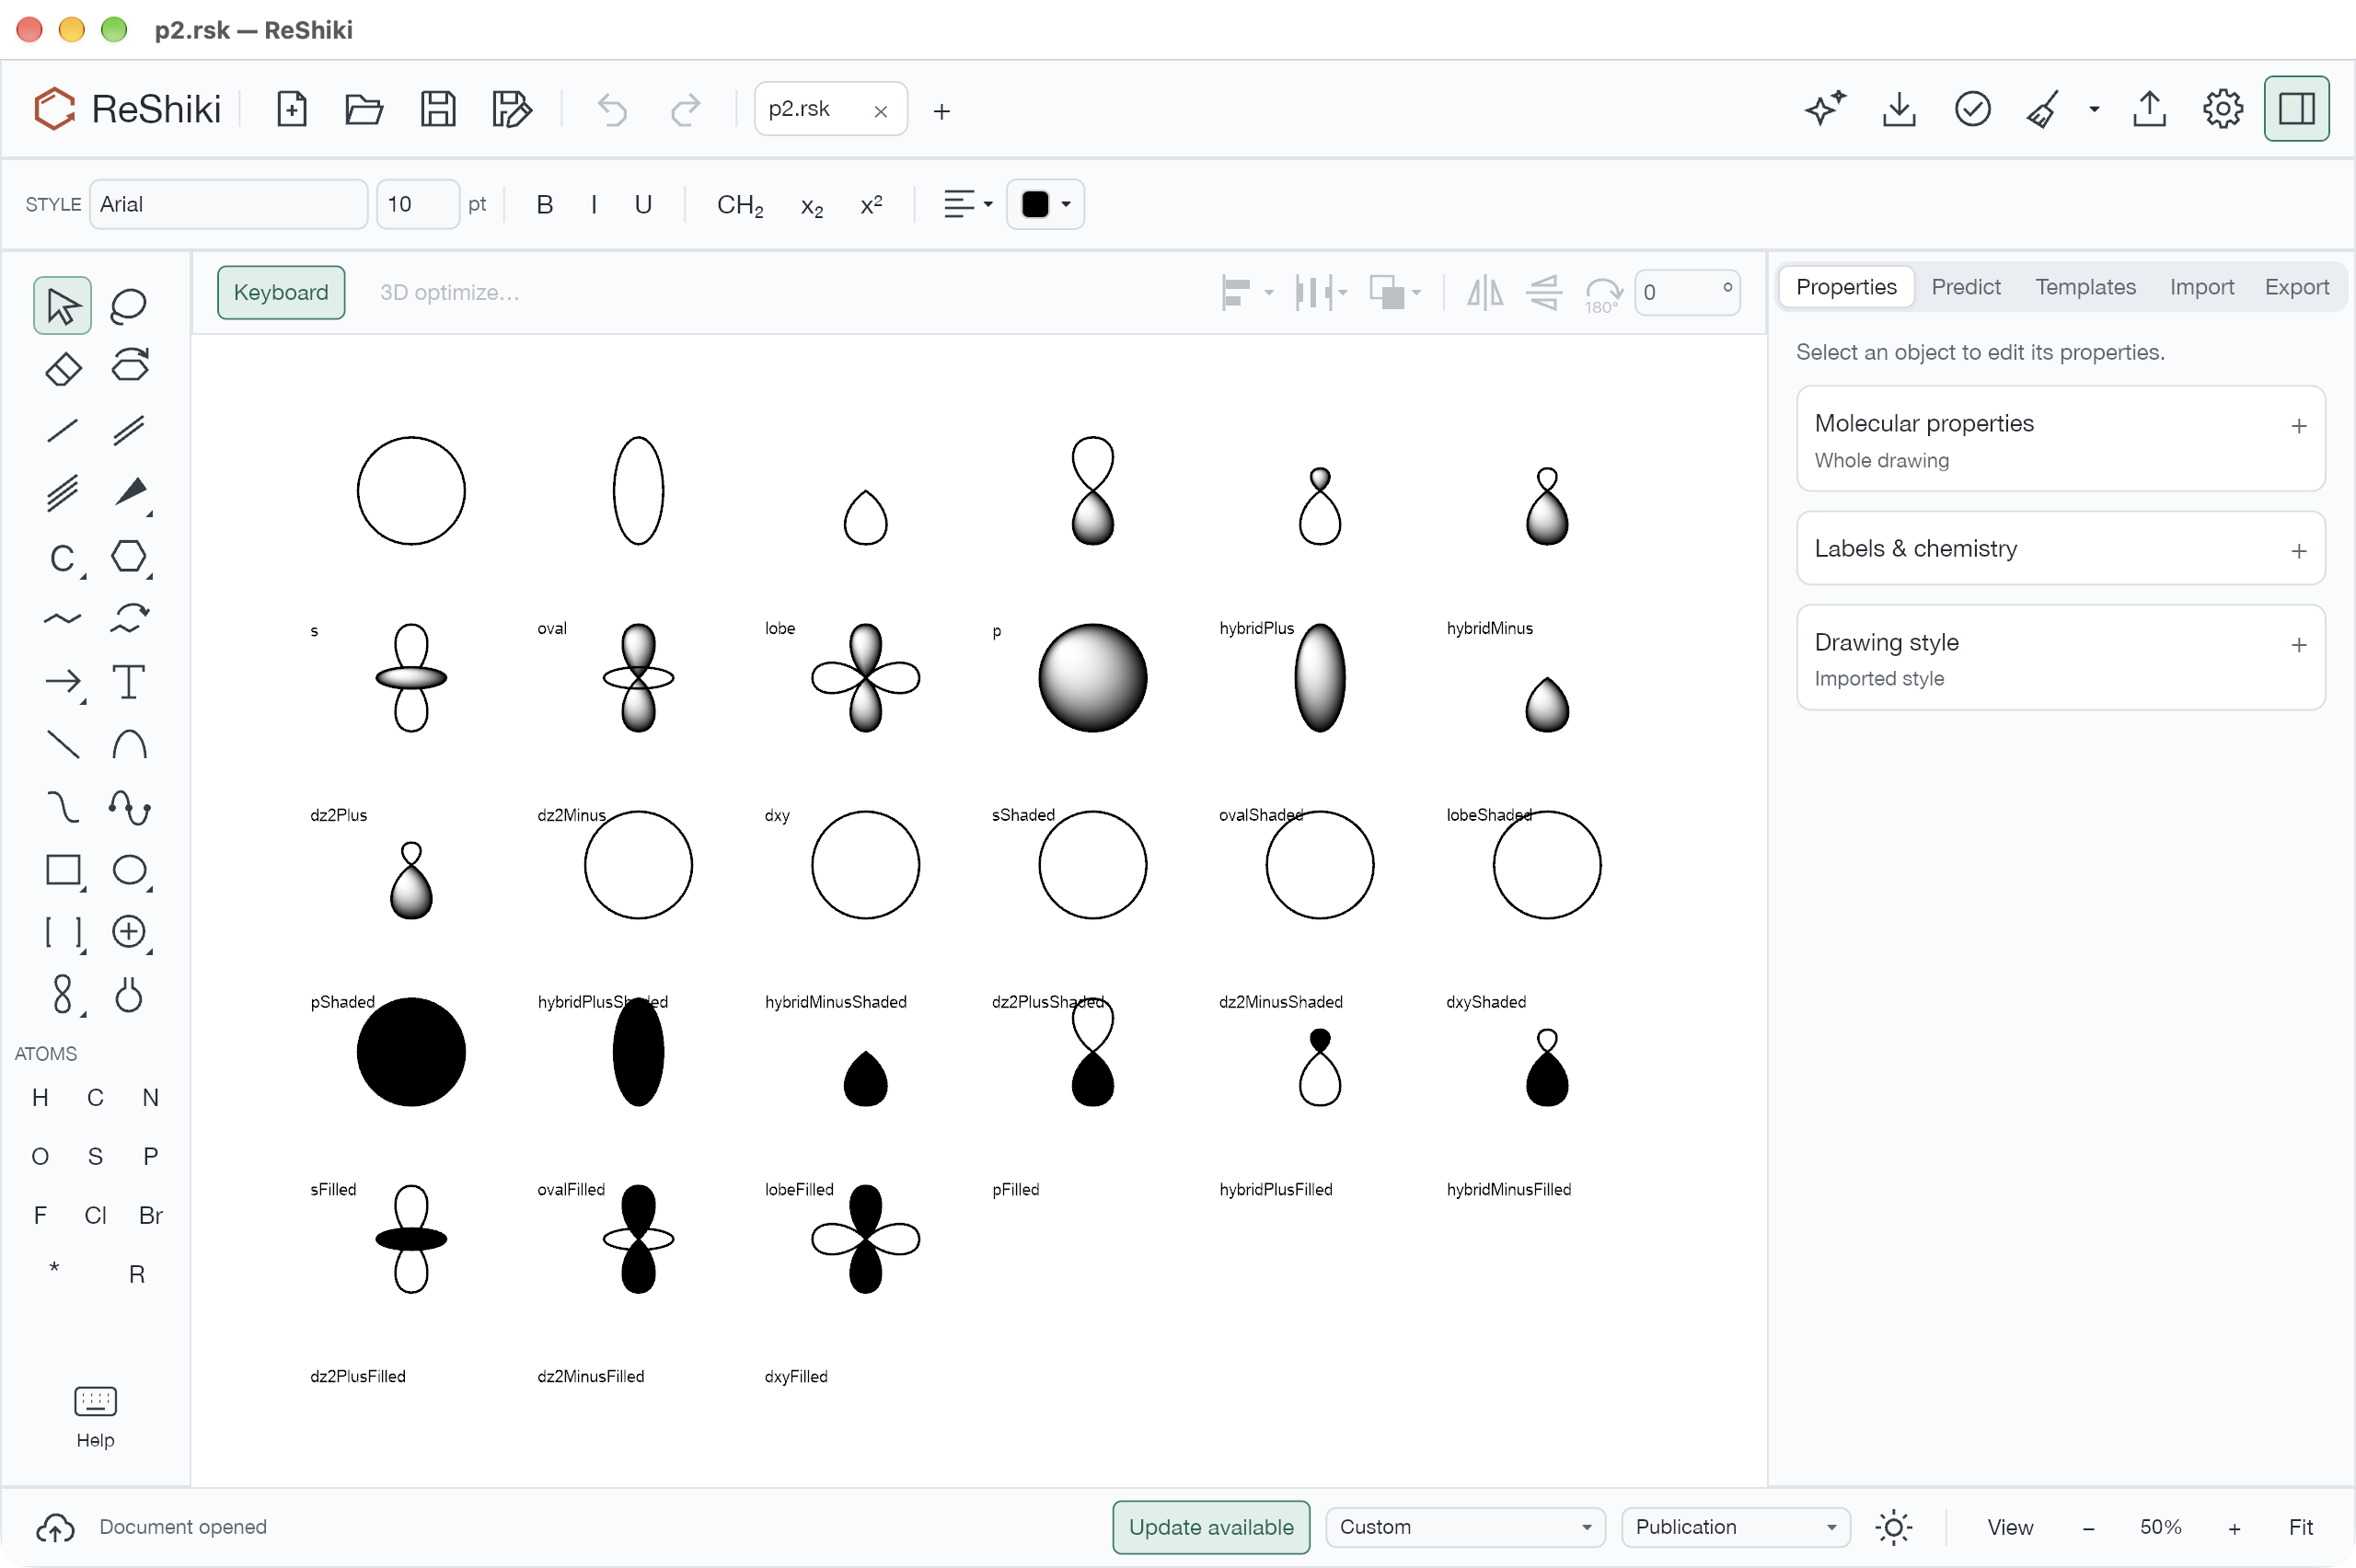 p2.rsk — ReShiki
ReShiki
p2.rsk
STYLE Arial 10 pt B I U CH₂ x₂ x²
Keyboard 3D optimize... 180° 0 °
Properties Predict Templates Import Export
Select an object to edit its properties.
Molecular properties
Whole drawing
Labels & chemistry
Drawing style
Imported style
C
T
ATOMS
H C N
O S P
F Cl Br
* R
Help
s oval lobe p hybridPlus hybridMinus
dz2Plus dz2Minus dxy sShaded ovalShaded lobeShaded
pShaded hybridPlusShaded hybridMinusShaded dz2PlusShaded dz2MinusShaded dxyShaded
sFilled ovalFilled lobeFilled pFilled hybridPlusFilled hybridMinusFilled
dz2PlusFilled dz2MinusFilled dxyFilled
Document opened Update available Custom Publication View − 50% + Fit